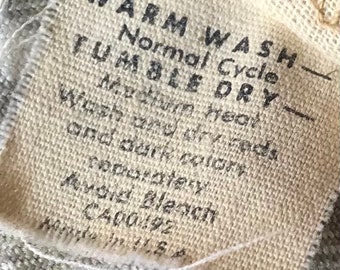 WARM WASH—
Normal Cycle
TUMBLE DRY—
Medium Heat
Wash and dry reds
and dark colors
separately
Avoid Bleach
CA00492
Made in U.S.A.